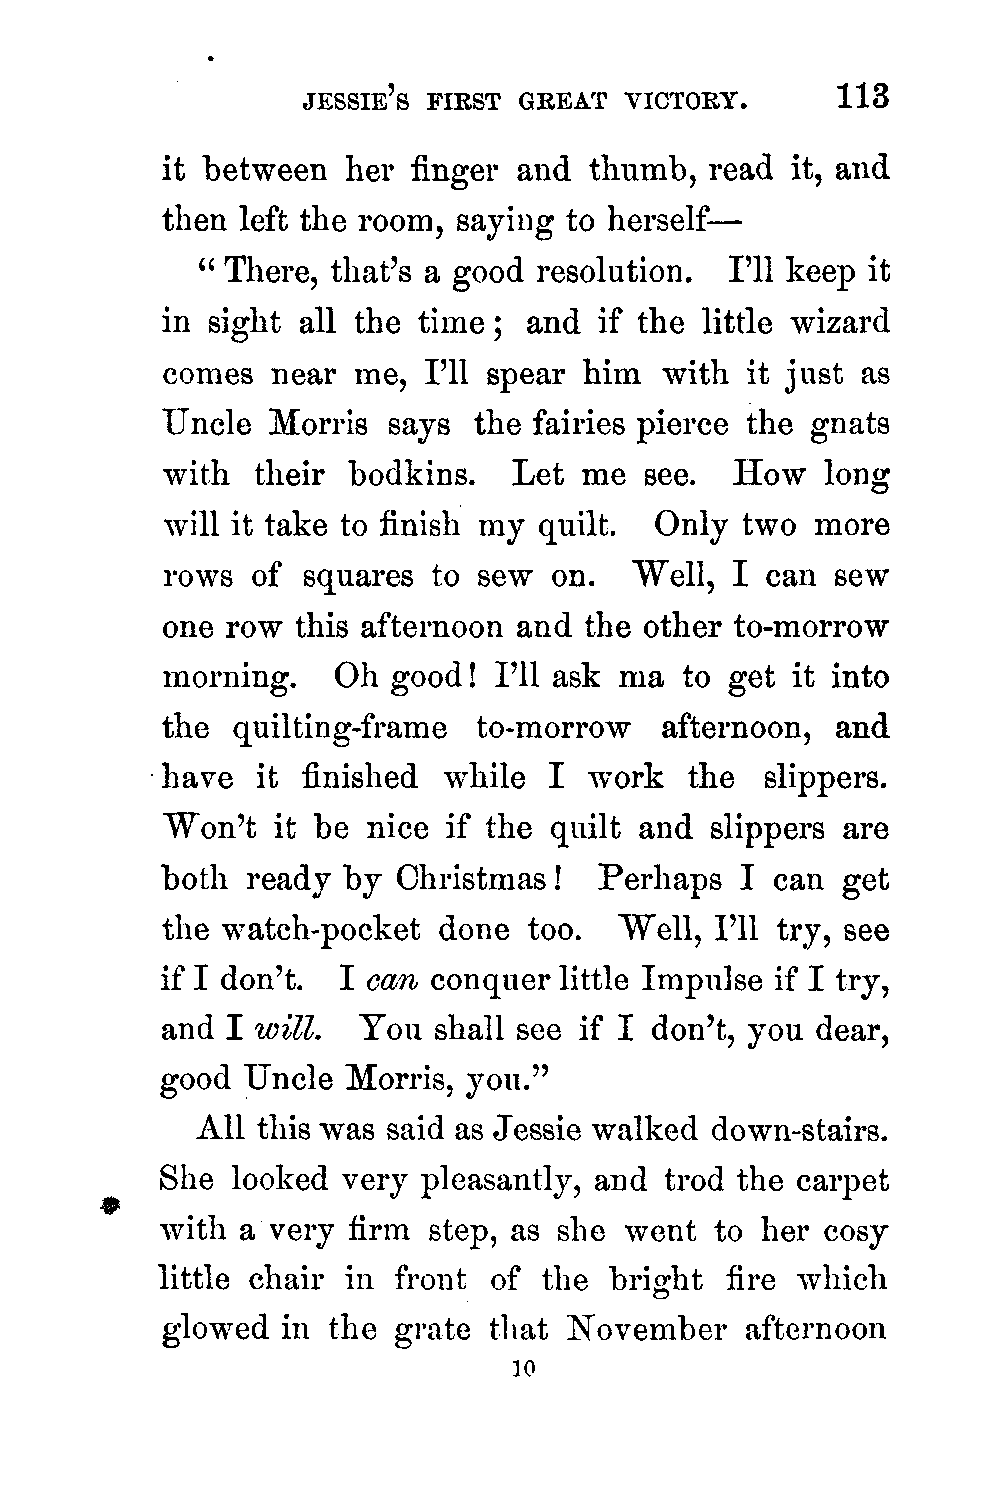 JESSIE'S FIRST GREAT VICTORY. 113
it between her finger and thumb, read it, and
then left the room, saying to herself—
“ There, that’s a good resolution. I’ll keep it
in sight all the time; and if the little wizard
comes near me, I’ll spear him with it just as
Uncle Morris says the fairies pierce the gnats
with their bodkins. Let me see. How long
will it take to finish my quilt. Only two more
rows of squares to sew on. Well, I can sew
one row this afternoon and the other to-morrow
morning. Oh good! I’ll ask ma to get it into
the quilting-frame to-morrow afternoon, and
have it finished while I work the slippers.
Won’t it be nice if the quilt and slippers are
both ready by Christmas! Perhaps I can get
the watch-pocket done too. Well, I’ll try, see
if I don’t. I can conquer little Impulse if I try,
and I will. You shall see if I don’t, you dear,
good Uncle Morris, you.”
All this was said as Jessie walked down-stairs.
She looked very pleasantly, and trod the carpet
with a very firm step, as she went to her cosy
little chair in front of the bright fire which
glowed in the grate that November afternoon
10